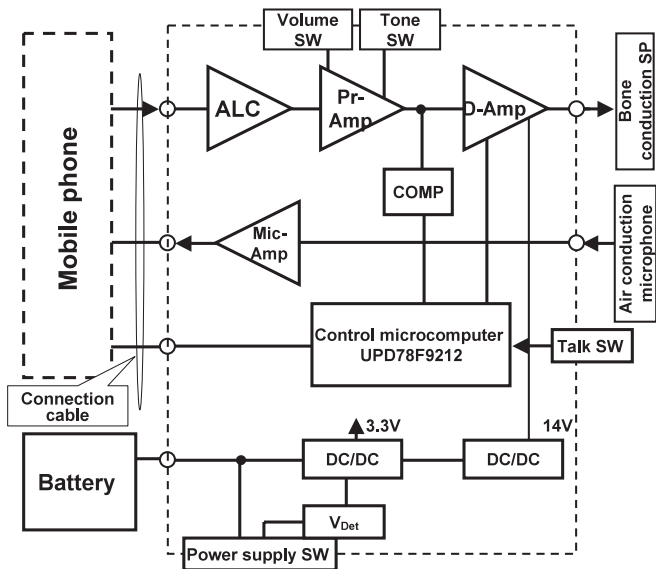 Volume
SW
Tone
SW
Mobile phone
ALC
Pr-
Amp
D-Amp
Bone
conduction SP
COMP
Mic-
Amp
Air conduction
microphone
Control microcomputer
UPD78F9212
Talk SW
Connection
cable
3.3V
14V
Battery
DC/DC
DC/DC
VDet
Power supply SW